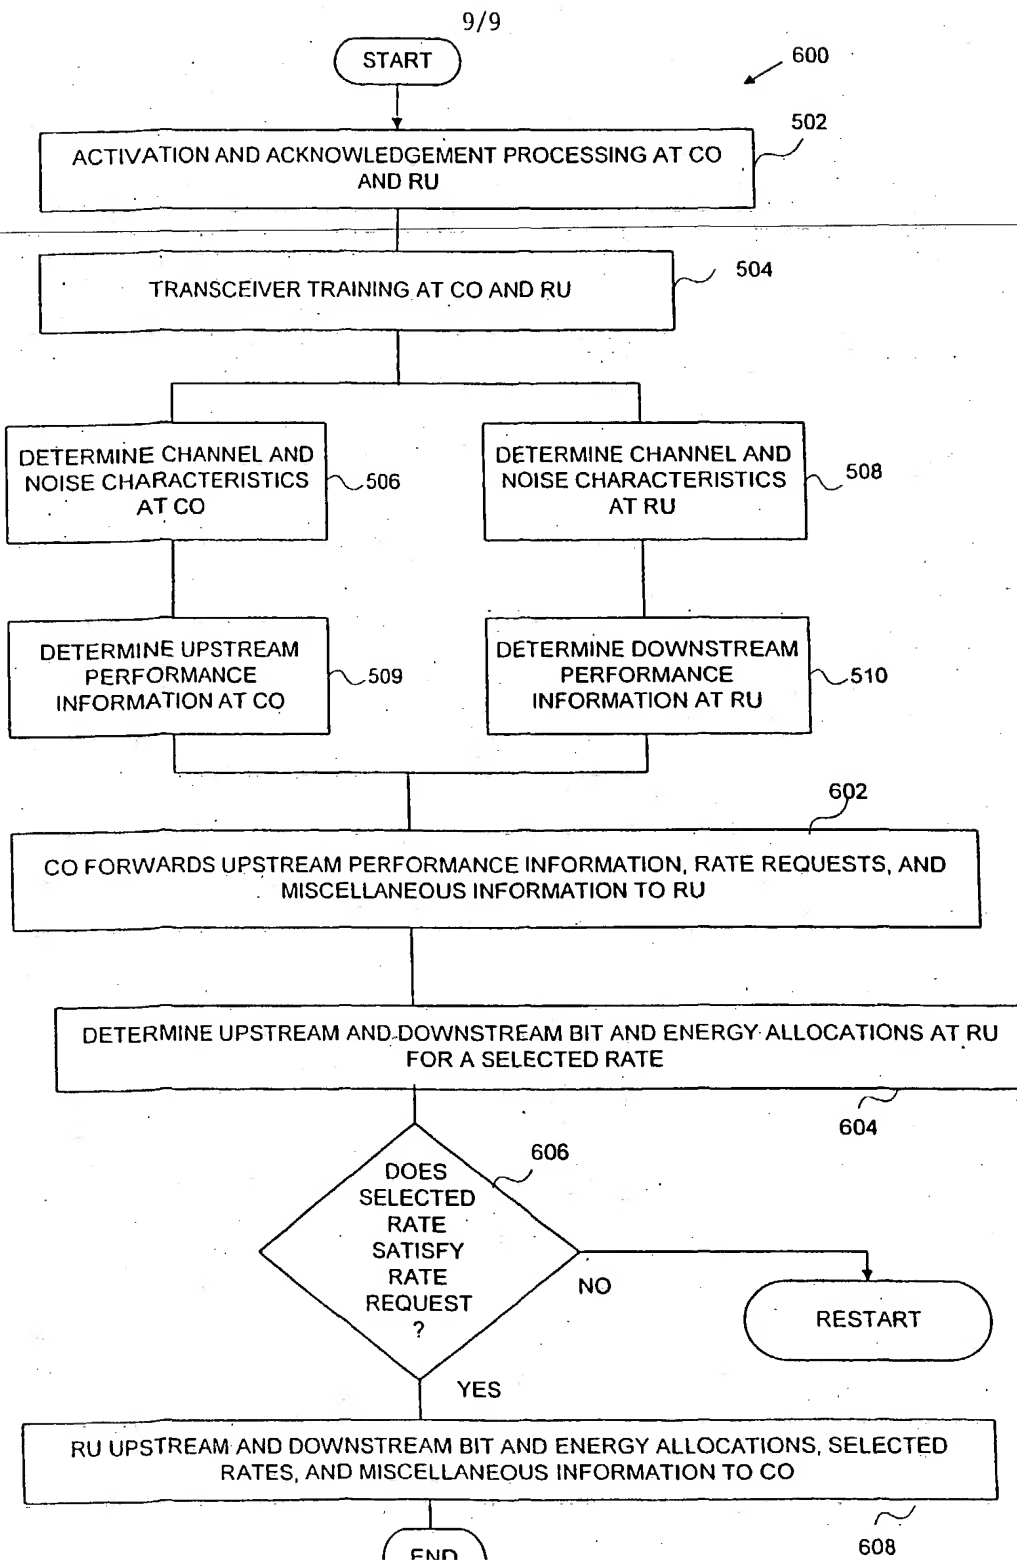 9/9
START
600
502
ACTIVATION AND ACKNOWLEDGEMENT PROCESSING AT CO
AND RU
504
TRANSCEIVER TRAINING AT CO AND RU
DETERMINE CHANNEL AND
NOISE CHARACTERISTICS
AT CO
506
DETERMINE CHANNEL AND
NOISE CHARACTERISTICS
AT RU
508
DETERMINE UPSTREAM
PERFORMANCE
INFORMATION AT CO
509
DETERMINE DOWNSTREAM
PERFORMANCE
INFORMATION AT RU
510
602
CO FORWARDS UPSTREAM PERFORMANCE INFORMATION, RATE REQUESTS, AND
MISCELLANEOUS INFORMATION TO RU
DETERMINE UPSTREAM AND DOWNSTREAM BIT AND ENERGY ALLOCATIONS AT RU
FOR A SELECTED RATE
604
606
DOES
SELECTED
RATE
SATISFY
RATE
REQUEST
?
NO
RESTART
YES
RU UPSTREAM AND DOWNSTREAM BIT AND ENERGY ALLOCATIONS, SELECTED
RATES, AND MISCELLANEOUS INFORMATION TO CO
608
END